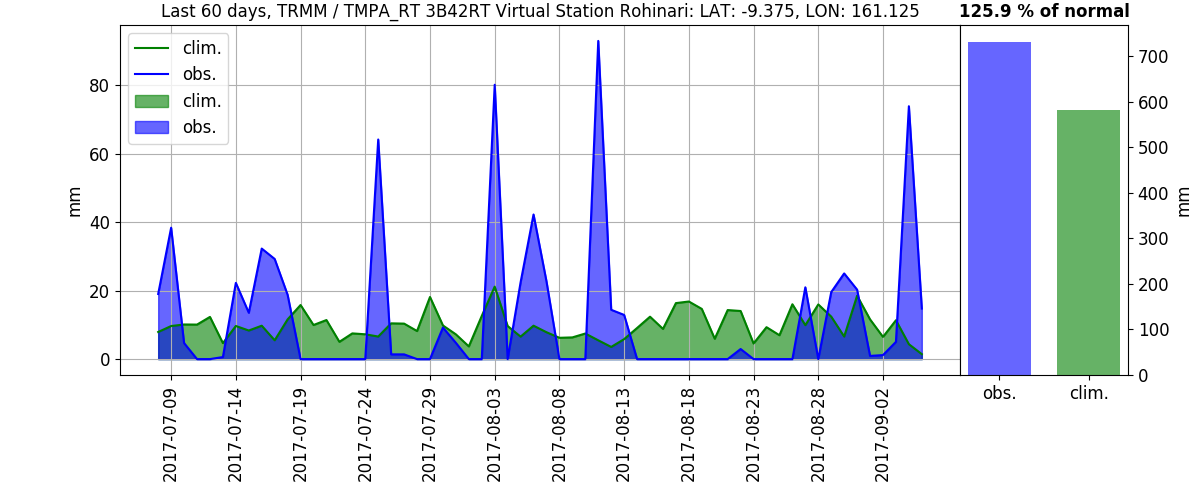 Last 60 days, TRMM / TMPA_RT 3B42RT Virtual Station Rohinari: LAT: -9.375, LON: 161.125
125.9 % of normal
clim.
obs.
clim.
obs.
mm
80
60
40
20
0
2017-07-09
2017-07-14
2017-07-19
2017-07-24
2017-07-29
2017-08-03
2017-08-08
2017-08-13
2017-08-18
2017-08-23
2017-08-28
2017-09-02
700
600
500
400
300
200
100
0
mm
obs.
clim.